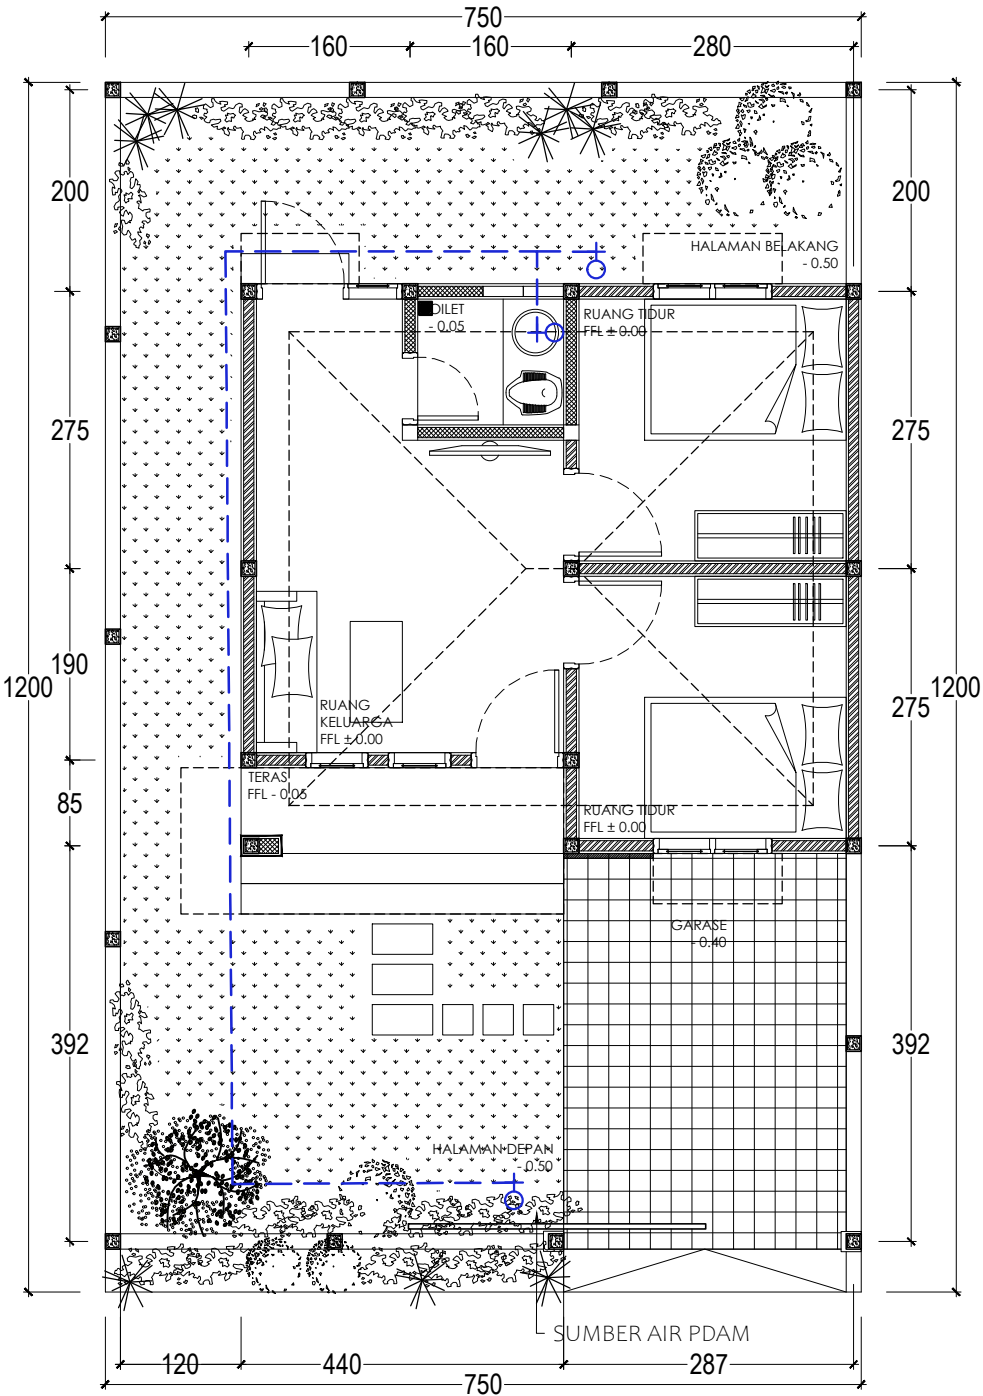 750
160
160
280
200
200
HALAMAN BELAKANG
- 0.50
OILET
- 0.05
RUANG TIDUR
FFL ± 0.00
275
275
190
1200
1200
RUANG
KELUARGA
FFL ± 0.00
275
TERAS
FFL - 0.05
85
RUANG TIDUR
FFL ± 0.00
GARASE
- 0.40
392
392
HALAMAN DEPAN
- 0.50
SUMBER AIR PDAM
120
440
287
750